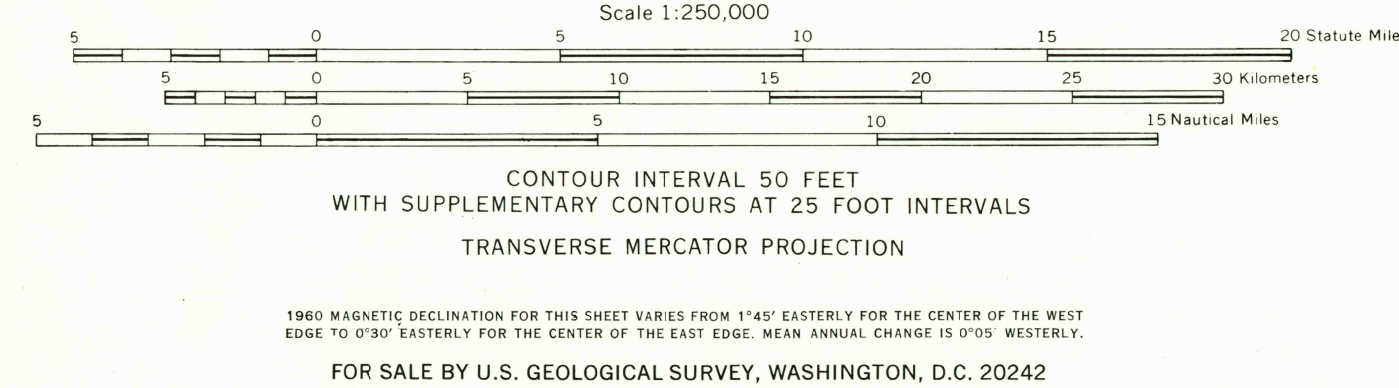 Scale 1:250,000
5 0 5 10 15 20 Statute Mile
5 0 5 10 15 20 25 30 Kilometers
5 0 5 10 15 Nautical Miles
CONTOUR INTERVAL 50 FEET
WITH SUPPLEMENTARY CONTOURS AT 25 FOOT INTERVALS
TRANSVERSE MERCATOR PROJECTION
1960 MAGNETIC DECLINATION FOR THIS SHEET VARIES FROM 1°45′ EASTERLY FOR THE CENTER OF THE WEST
EDGE TO 0°30′ EASTERLY FOR THE CENTER OF THE EAST EDGE. MEAN ANNUAL CHANGE IS 0°05′ WESTERLY.
FOR SALE BY U.S. GEOLOGICAL SURVEY, WASHINGTON, D.C. 20242